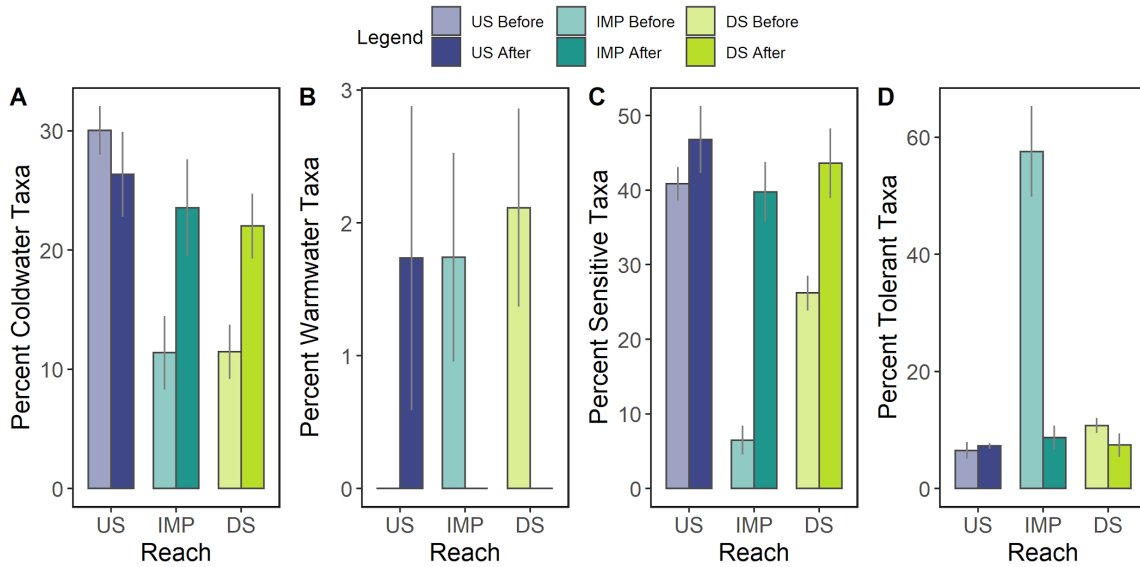 Legend
US Before
IMP Before
DS Before
US After
IMP After
DS After
A
Percent Coldwater Taxa
30
20
10
0
US IMP DS
Reach
B
Percent Warmwater Taxa
3
2
1
0
US IMP DS
Reach
C
Percent Sensitive Taxa
50
40
30
20
10
0
US IMP DS
Reach
D
Percent Tolerant Taxa
60
40
20
0
US IMP DS
Reach